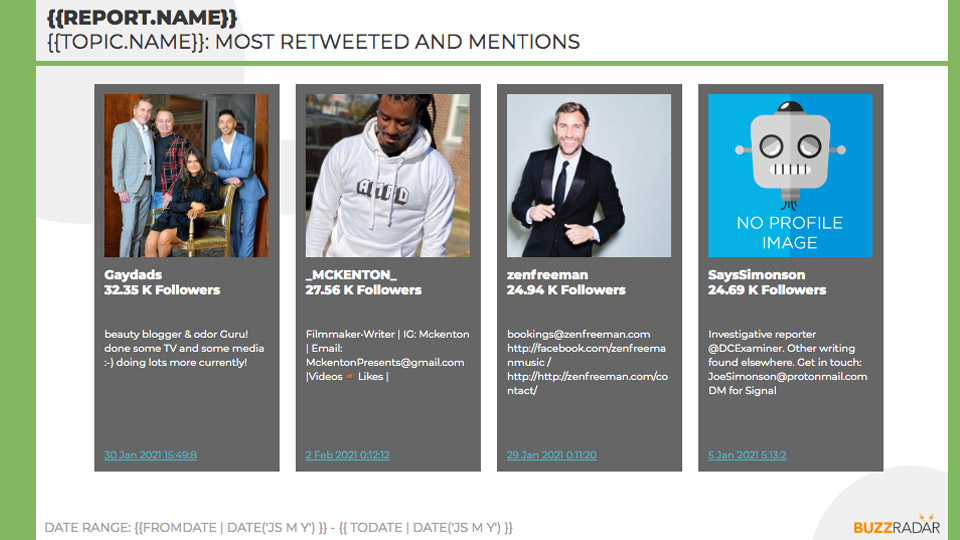 {{REPORT.NAME}}
{{TOPIC.NAME}}: MOST RETWEETED AND MENTIONS
NO PROFILE
IMAGE
Gaydads
32.35 K Followers
beauty blogger & odor Guru!
done some TV and some media
:-) doing lots more currently!
30 Jan 2021 15:49:8
_MCKENTON_
27.56 K Followers
Filmmaker-Writer | IG: Mckenton
| Email:
MckentonPresents@gmail.com
|Videos Likes |
2 Feb 2021 0:12:12
zenfreeman
24.94 K Followers
bookings@zenfreeman.com
http://facebook.com/zenfreema
nmusic /
http://http://zenfreeman.com/co
ntact/
29 Jan 2021 0:11:20
SaysSimonson
24.69 K Followers
Investigative reporter
@DCExaminer. Other writing
found elsewhere. Get in touch:
JoeSimonson@protonmail.com
DM for Signal
5 Jan 2021 5:13:2
DATE RANGE: {{FROMDATE | DATE('JS M Y') }} - {{ TODATE | DATE('JS M Y') }}
BUZZRADAR